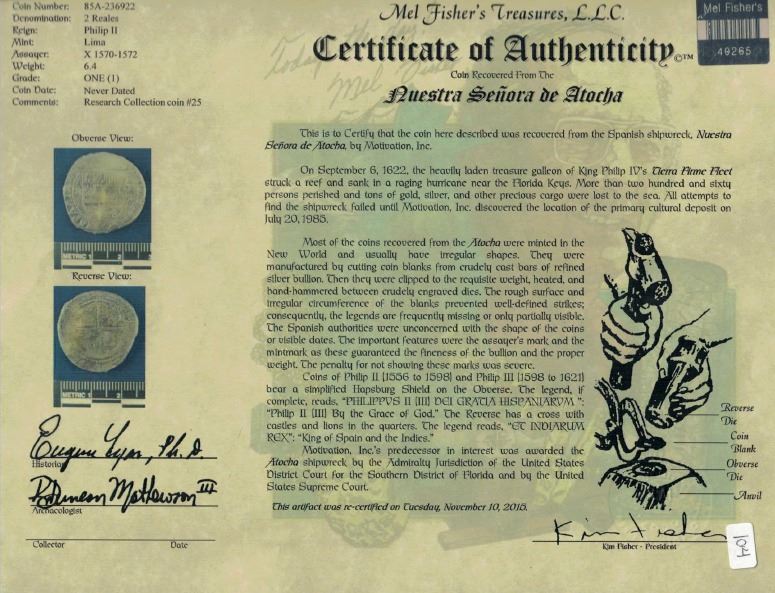 Coin Number: 85A-236922
Denomination: 2 Reales
Reign: Philip II
Mint: Lima
Assayer: X 1570-1572
Weight: 6.4
Grade: ONE (1)
Coin Date: Never Dated
Comments: Research Collection coin #25
Mel Fisher's Treasures, L.L.C.
Certificate of Authenticity ©™
Coin Recovered From The
Nuestra Señora de Atocha
Mel Fisher's
49265
Today
Mel
Obverse View:
METRIC 1 2
Reverse View:
METRIC 1 2
This is to Certify that the coin here described was recovered from the Spanish shipwreck, Nuestra
Señora de Atocha, by Motivation, Inc.
On September 6, 1622, the heavily laden treasure galleon of King Philip IV's Tierra Firme Fleet
struck a reef and sank in a raging hurricane near the Florida Keys. More than two hundred and sixty
persons perished and tons of gold, silver, and other precious cargo were lost to the sea. All attempts to
find the shipwreck failed until Motivation, Inc. discovered the location of the primary cultural deposit on
July 20, 1985.
Most of the coins recovered from the Atocha were minted in the
New World and usually have irregular shapes. They were
manufactured by cutting coin blanks from crudely cast bars of refined
silver bullion. Then they were clipped to the requisite weight, heated, and
hand-hammered between crudely engraved dies. The rough surface and
irregular circumference of the blanks prevented well-defined strikes;
consequently, the legends are frequently missing or only partially visible.
The Spanish authorities were unconcerned with the shape of the coins
or visible dates. The important features were the assayer's mark and the
mintmark as these guaranteed the fineness of the bullion and the proper
weight. The penalty for not showing these marks was severe.
Coins of Philip II [1556 to 1598] and Philip III [1598 to 1621]
bear a simplified Hapsburg Shield on the Obverse. The legend, if
complete, reads, "PHILIPPVS II [III] DEI GRATIA HISPANIARVM ":
"Philip II [III] By the Grace of God." The Reverse has a cross with
castles and lions in the quarters. The legend reads, "ET INDIARUM
REX": "King of Spain and the Indies."
Motivation, Inc.'s predecessor in interest was awarded the
Atocha shipwreck by the Admiralty Jurisdiction of the United States
District Court for the Southern District of Florida and by the United
States Supreme Court.
This artifact was re-certified on Tuesday, November 10, 2015.
Reverse
Die
Coin
Blank
Obverse
Die
Anvil
Eugene Lyon, Ph.D.
Historian
R Duncan Mathewson III
Archaeologist
Collector Date
Kim Fisher
Kim Fisher - President
104